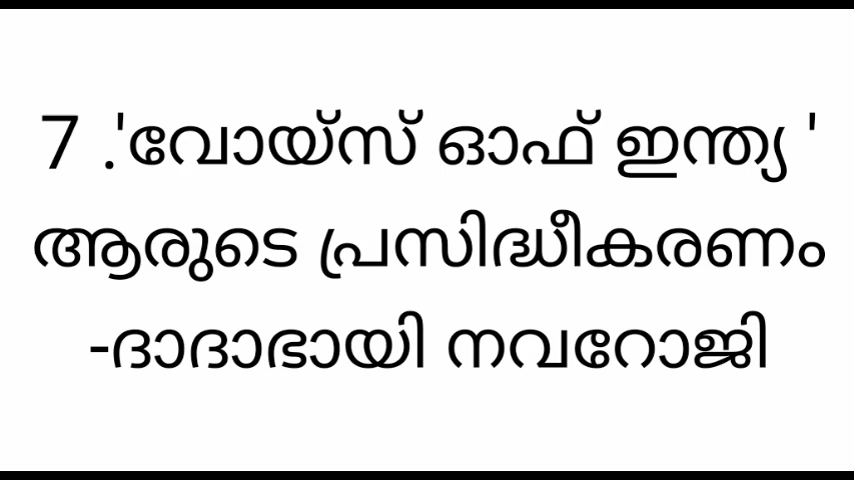 7 .'വോയ്സ് ഓഫ് ഇന്ത്യ '
ആരുടെ പ്രസിദ്ധീകരണം
-ദാദാഭായി നവറോജി